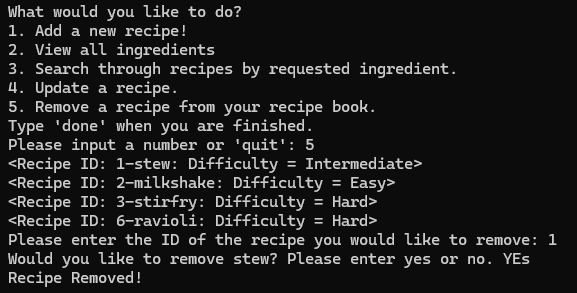 What would you like to do?
1. Add a new recipe!
2. View all ingredients
3. Search through recipes by requested ingredient.
4. Update a recipe.
5. Remove a recipe from your recipe book.
Type 'done' when you are finished.
Please input a number or 'quit': 5
<Recipe ID: 1-stew: Difficulty = Intermediate>
<Recipe ID: 2-milkshake: Difficulty = Easy>
<Recipe ID: 3-stirfry: Difficulty = Hard>
<Recipe ID: 6-ravioli: Difficulty = Hard>
Please enter the ID of the recipe you would like to remove: 1
Would you like to remove stew? Please enter yes or no. YEs
Recipe Removed!